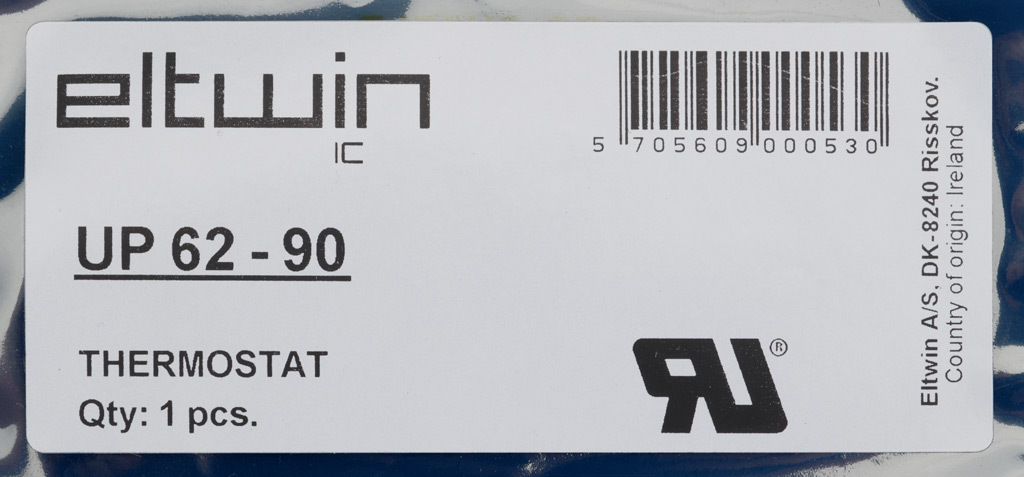 eltwin
IC
5 705609 000530
UP 62 - 90
THERMOSTAT
Qty: 1 pcs.
®
Eltwin A/S, DK-8240 Risskov.
Country of origin: Ireland